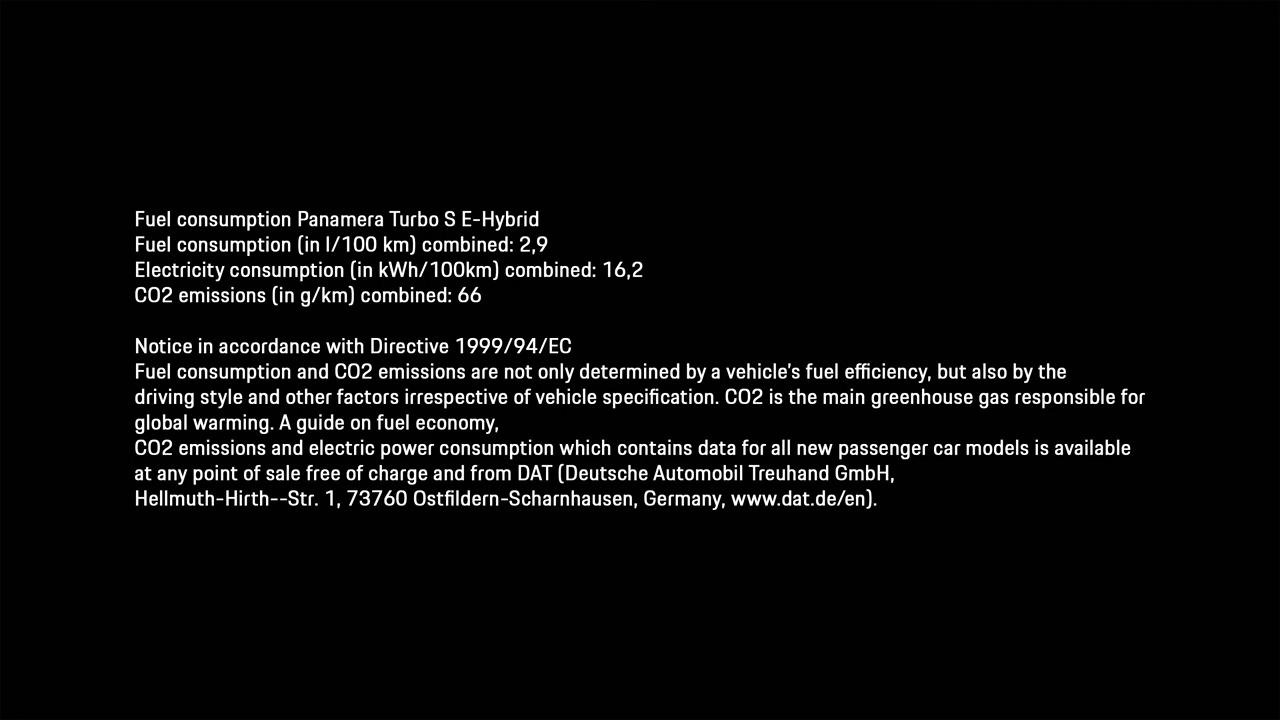 Fuel consumption Panamera Turbo S E-Hybrid
Fuel consumption (in l/100 km) combined: 2,9
Electricity consumption (in kWh/100km) combined: 16,2
CO2 emissions (in g/km) combined: 66
Notice in accordance with Directive 1999/94/EC
Fuel consumption and CO2 emissions are not only determined by a vehicle's fuel efficiency, but also by the
driving style and other factors irrespective of vehicle specification. CO2 is the main greenhouse gas responsible for
global warming. A guide on fuel economy,
CO2 emissions and electric power consumption which contains data for all new passenger car models is available
at any point of sale free of charge and from DAT (Deutsche Automobil Treuhand GmbH,
Hellmuth-Hirth--Str. 1, 73760 Ostfildern-Scharnhausen, Germany, www.dat.de/en).